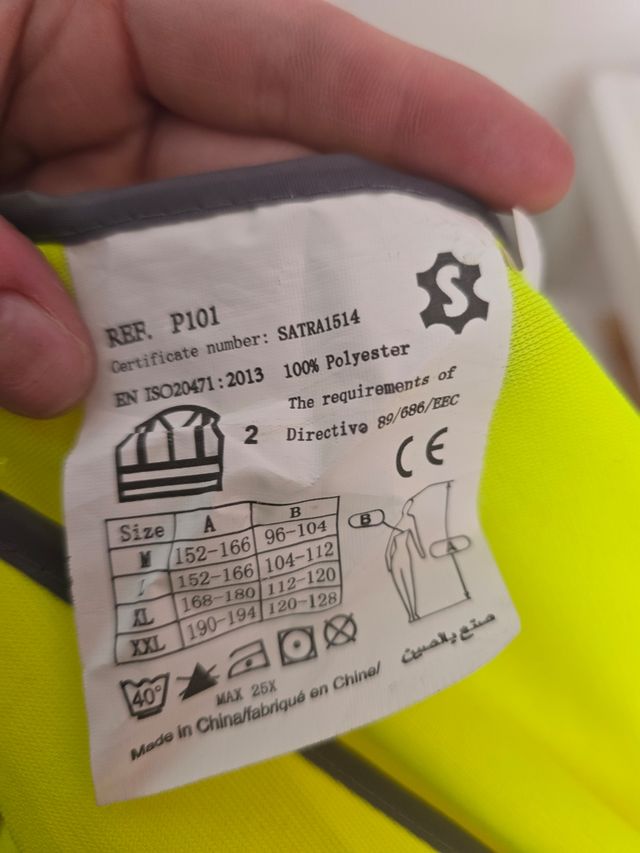 REF. P101
Certificate number: SATRA1514
EN ISO20471:2013 100% Polyester
2 The requirements of
Directive 89/686/EEC
CE
S
Size A B
M 152-166 96-104
L 152-166 104-112
XL 168-180 112-120
XXL 190-194 120-128
B
A
40°
MAX 25X
Made in China/fabriqué en Chine/
صنع بالصين